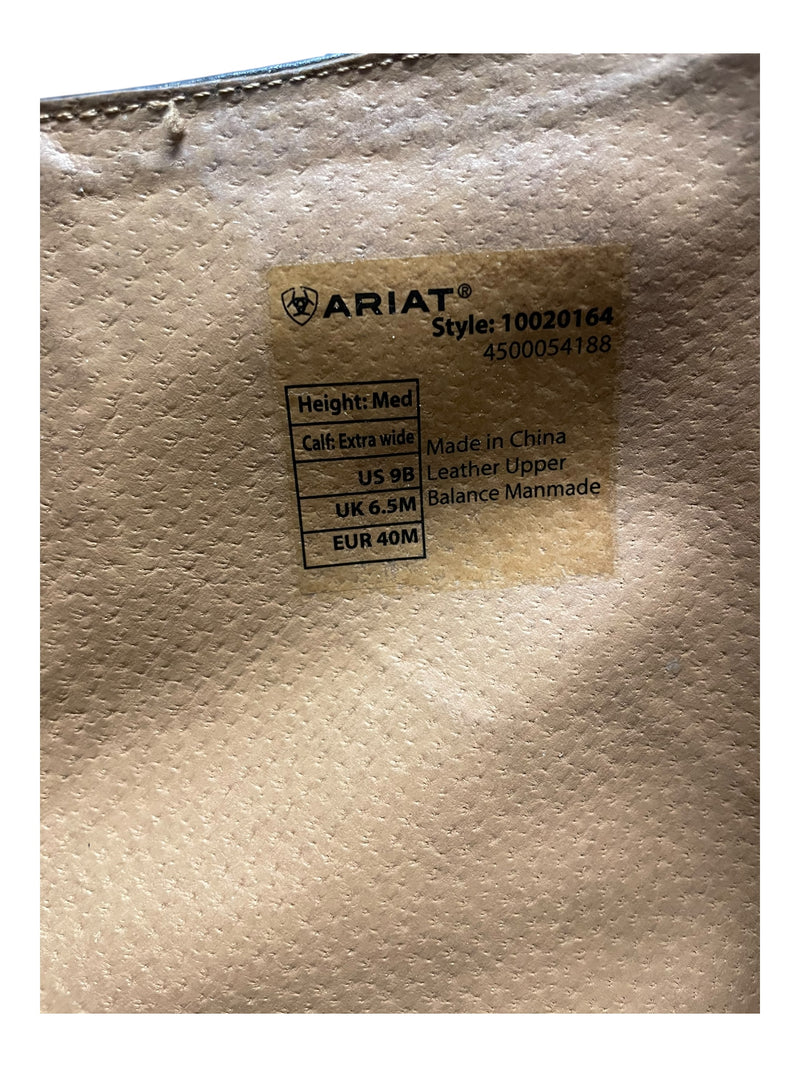 ARIAT®
Style: 10020164
4500054188
Height: Med
Calf: Extra wide
US 9B
UK 6.5M
EUR 40M
Made in China
Leather Upper
Balance Manmade